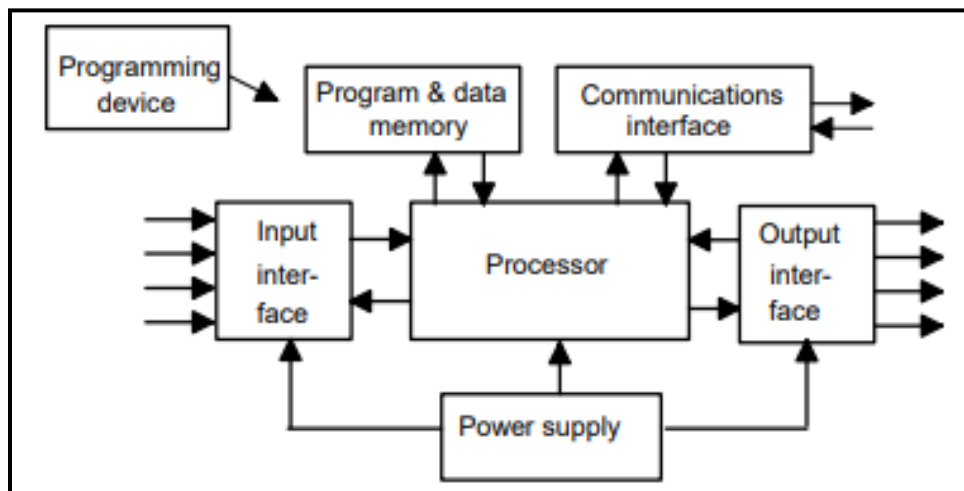 Programming
device
Program & data
memory
Communications
interface
Input
inter-
face
Processor
Output
inter-
face
Power supply